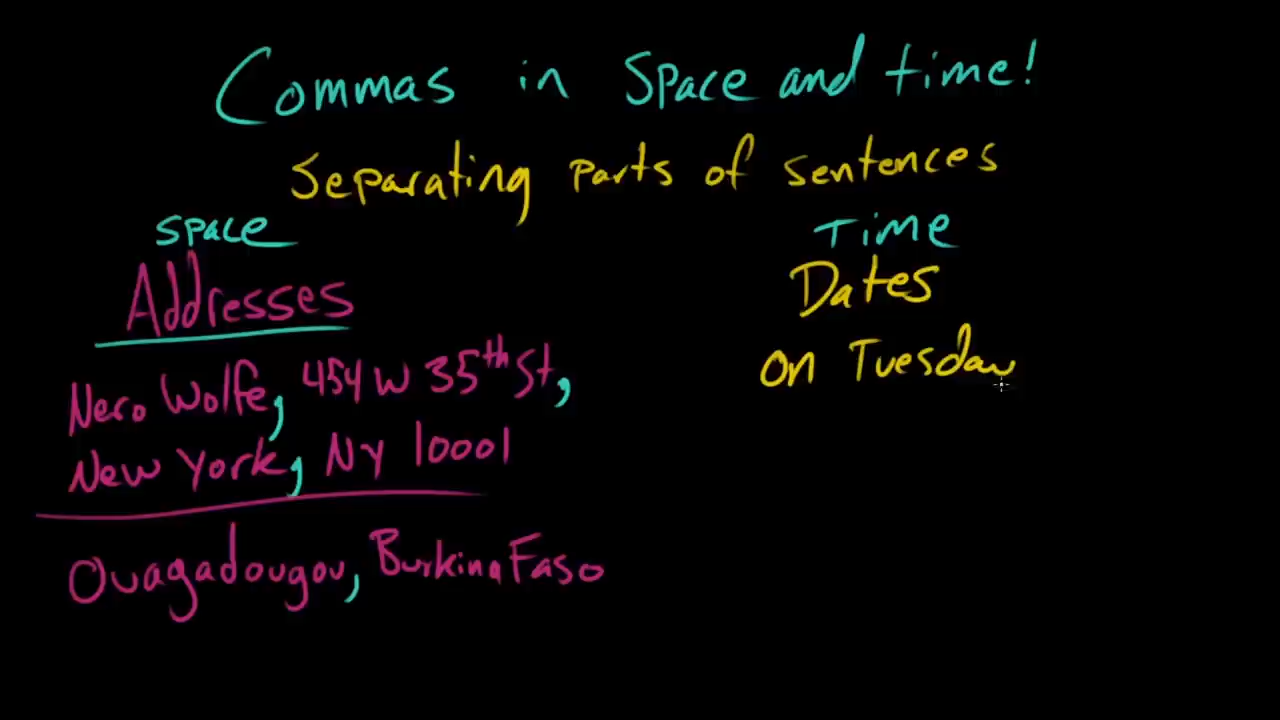 Commas in Space and time!
Separating parts of sentences
Space
Time
Addresses
Dates
Nero Wolfe, 454 W 35th St,
New York, NY 10001
Ouagadougou, Burkina Faso
On Tuesday